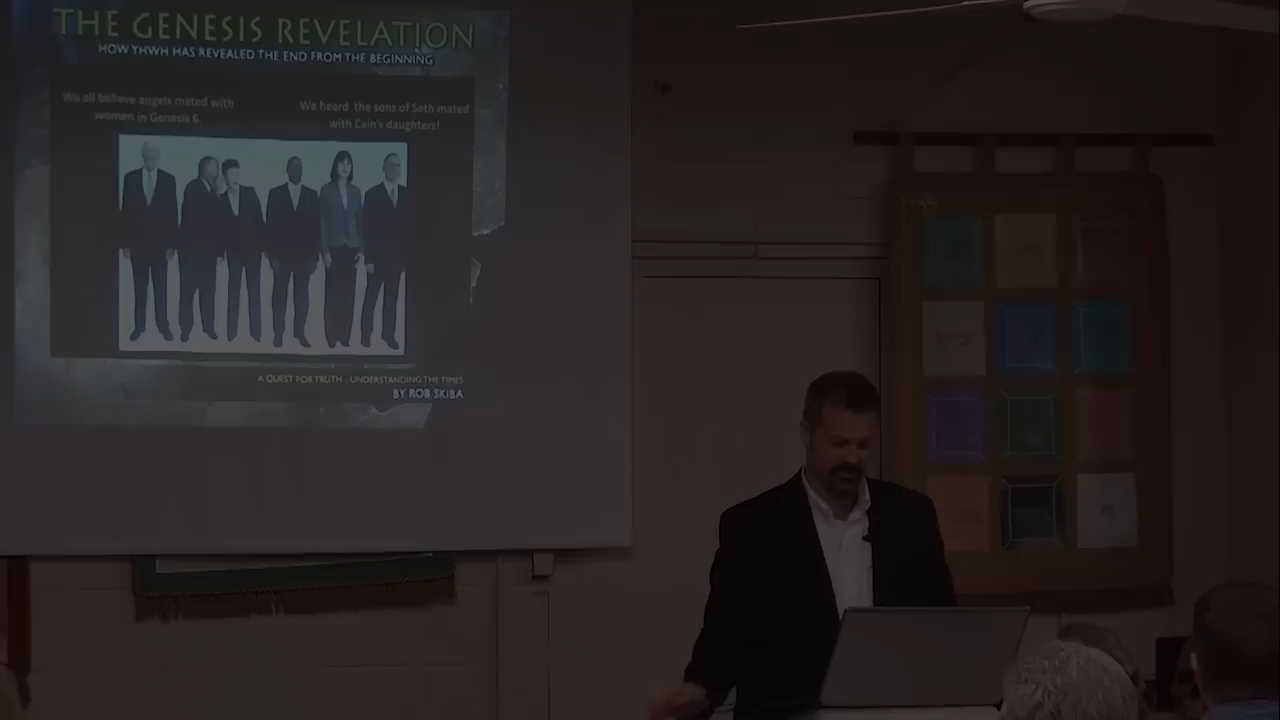 THE GENESIS REVELATION
HOW YHWH HAS REVEALED THE END FROM THE BEGINNING
We all believe angels mated with
women in Genesis 6.
We heard the sons of Seth mated
with Cain's daughters!
A QUEST FOR TRUTH - UNDERSTANDING THE TIMES
BY ROB SKIBA